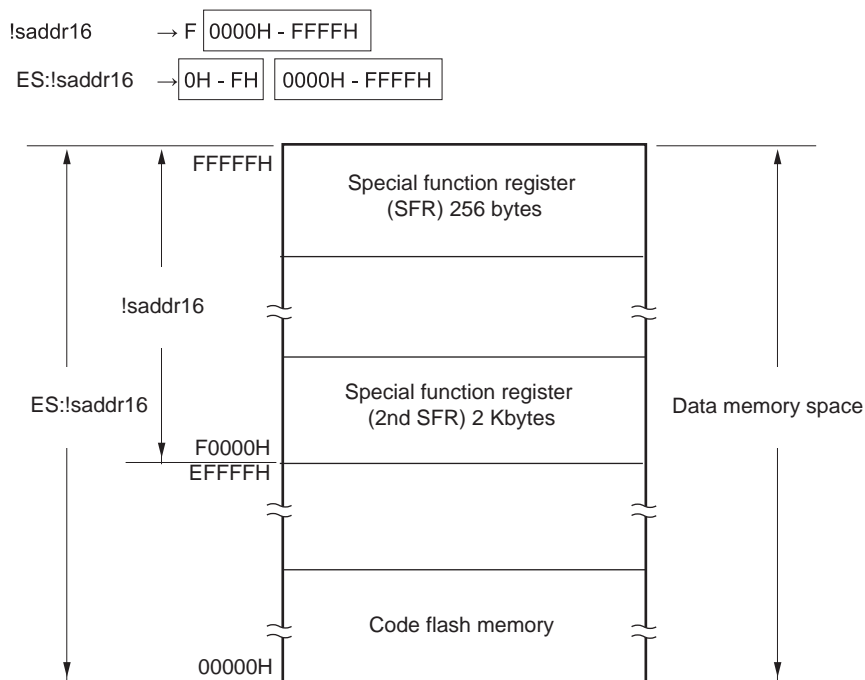 !saddr16 → F 0000H - FFFFH
ES:!saddr16 → 0H - FH 0000H - FFFFH
FFFFFH
Special function register
(SFR) 256 bytes
!saddr16
ES:!saddr16
Special function register
(2nd SFR) 2 Kbytes
Data memory space
F0000H
EFFFFH
Code flash memory
00000H